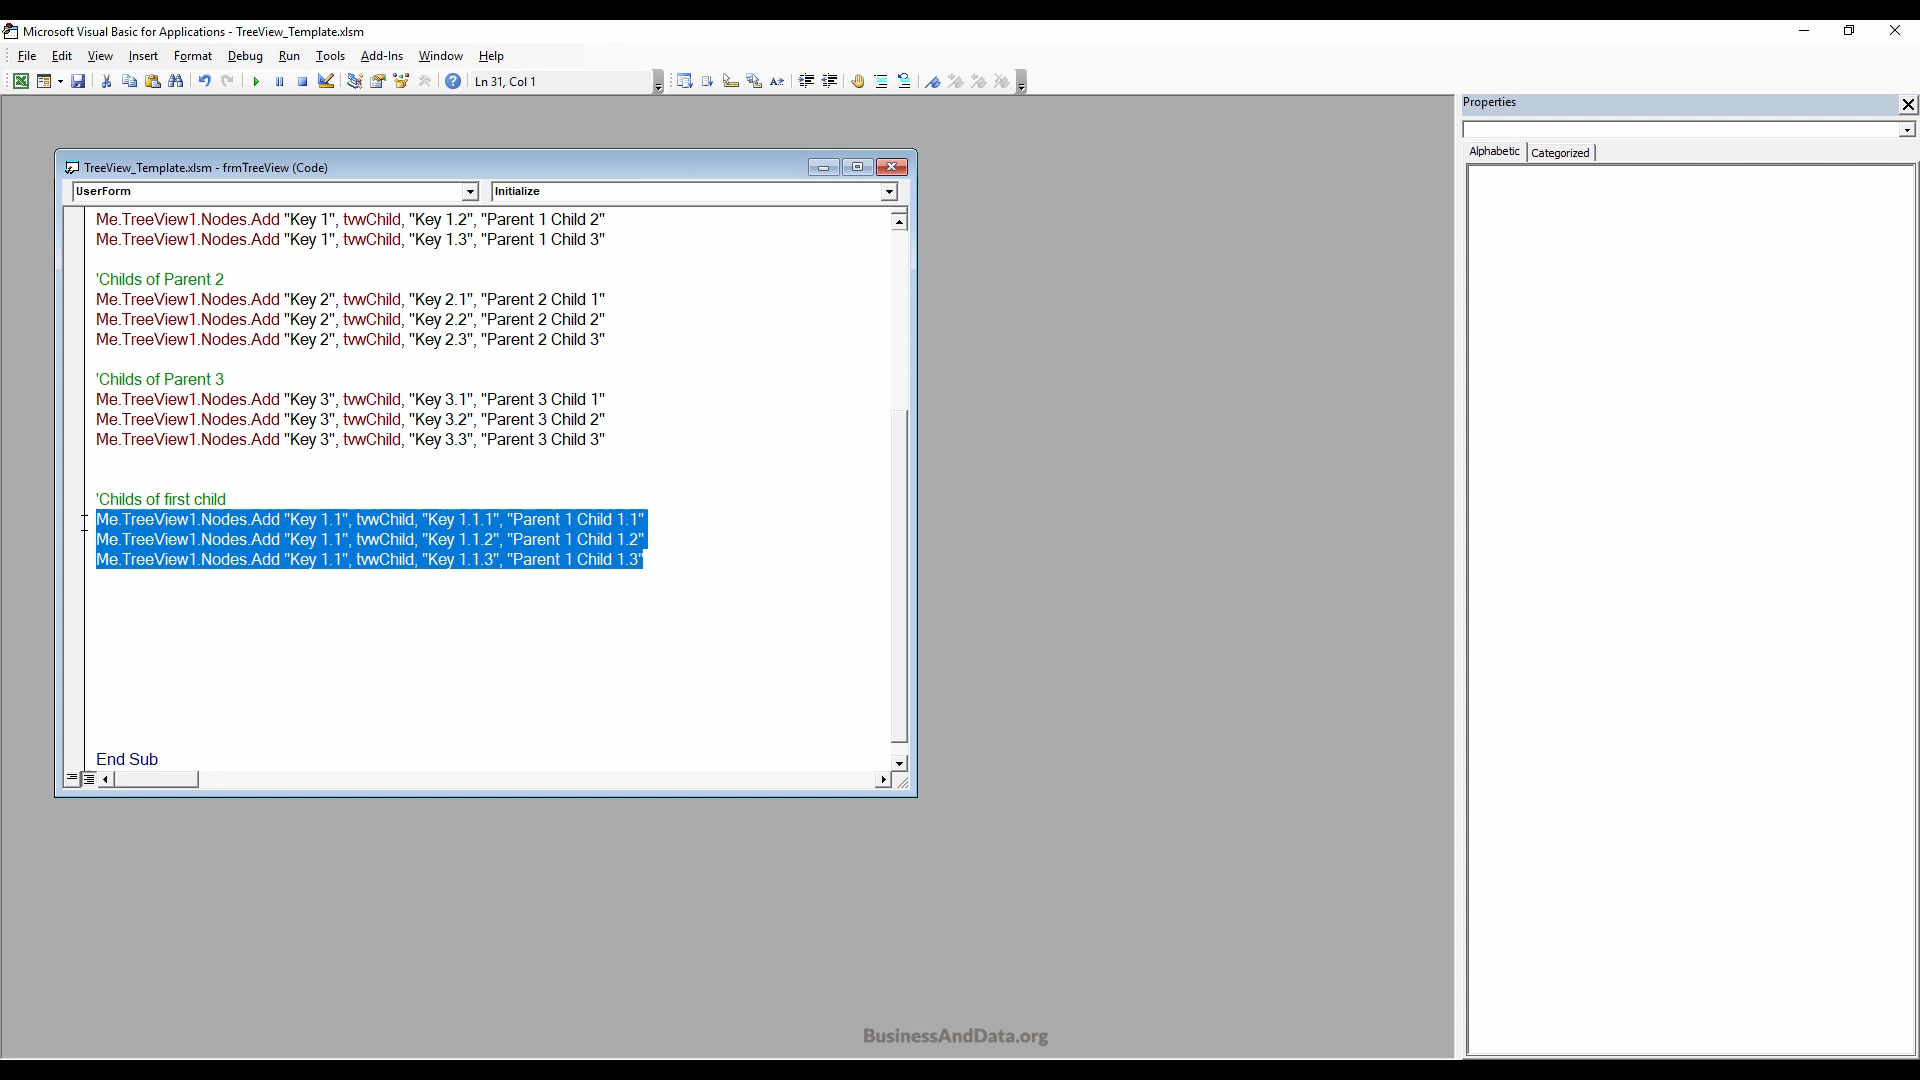 Microsoft Visual Basic for Applications - TreeView_Template.xlsm
File Edit View Insert Format Debug Run Tools Add-Ins Window Help
Ln 31, Col 1
Properties
Alphabetic Categorized
TreeView_Template.xlsm - frmTreeView (Code)
UserForm Initialize
Me.TreeView1.Nodes.Add "Key 1", tvwChild, "Key 1.2", "Parent 1 Child 2"
Me.TreeView1.Nodes.Add "Key 1", tvwChild, "Key 1.3", "Parent 1 Child 3"
'Childs of Parent 2
Me.TreeView1.Nodes.Add "Key 2", tvwChild, "Key 2.1", "Parent 2 Child 1"
Me.TreeView1.Nodes.Add "Key 2", tvwChild, "Key 2.2", "Parent 2 Child 2"
Me.TreeView1.Nodes.Add "Key 2", tvwChild, "Key 2.3", "Parent 2 Child 3"
'Childs of Parent 3
Me.TreeView1.Nodes.Add "Key 3", tvwChild, "Key 3.1", "Parent 3 Child 1"
Me.TreeView1.Nodes.Add "Key 3", tvwChild, "Key 3.2", "Parent 3 Child 2"
Me.TreeView1.Nodes.Add "Key 3", tvwChild, "Key 3.3", "Parent 3 Child 3"
'Childs of first child
Me.TreeView1.Nodes.Add "Key 1.1", tvwChild, "Key 1.1.1", "Parent 1 Child 1.1"
Me.TreeView1.Nodes.Add "Key 1.1", tvwChild, "Key 1.1.2", "Parent 1 Child 1.2"
Me.TreeView1.Nodes.Add "Key 1.1", tvwChild, "Key 1.1.3", "Parent 1 Child 1.3"
End Sub
BusinessAndData.org